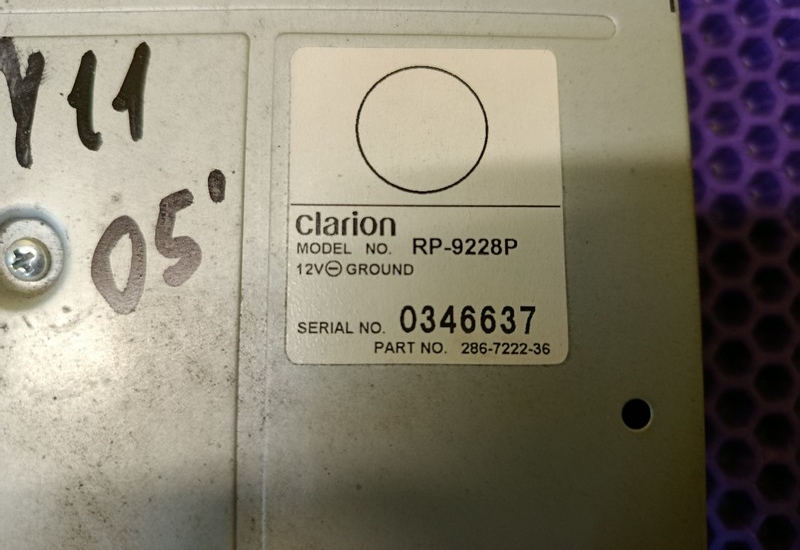 Y11
05'
clarion
MODEL NO. RP-9228P
12V⊖GROUND
SERIAL NO. 0346637
PART NO. 286-7222-36